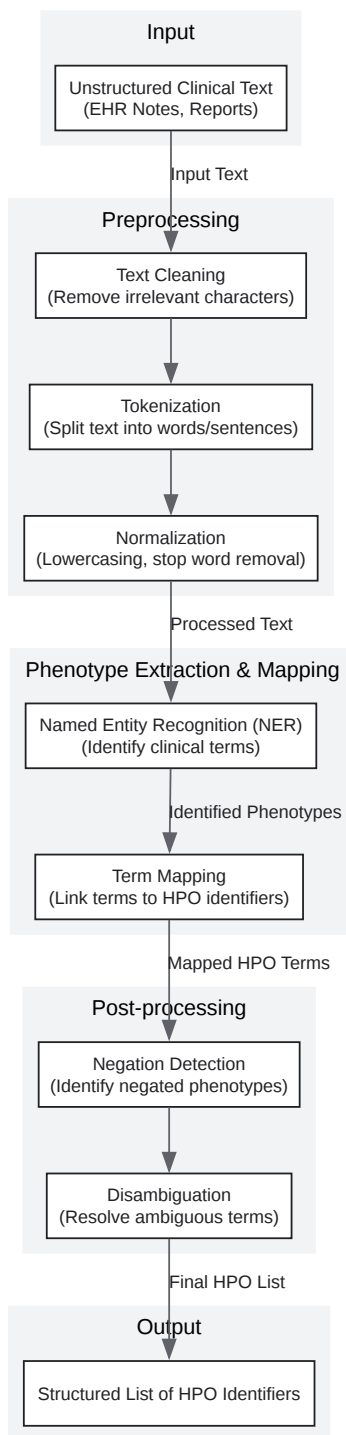 Input
Unstructured Clinical Text
(EHR Notes, Reports)
Input Text
Preprocessing
Text Cleaning
(Remove irrelevant characters)
Tokenization
(Split text into words/sentences)
Normalization
(Lowercasing, stop word removal)
Processed Text
Phenotype Extraction & Mapping
Named Entity Recognition (NER)
(Identify clinical terms)
Identified Phenotypes
Term Mapping
(Link terms to HPO identifiers)
Mapped HPO Terms
Post-processing
Negation Detection
(Identify negated phenotypes)
Disambiguation
(Resolve ambiguous terms)
Final HPO List
Output
Structured List of HPO Identifiers